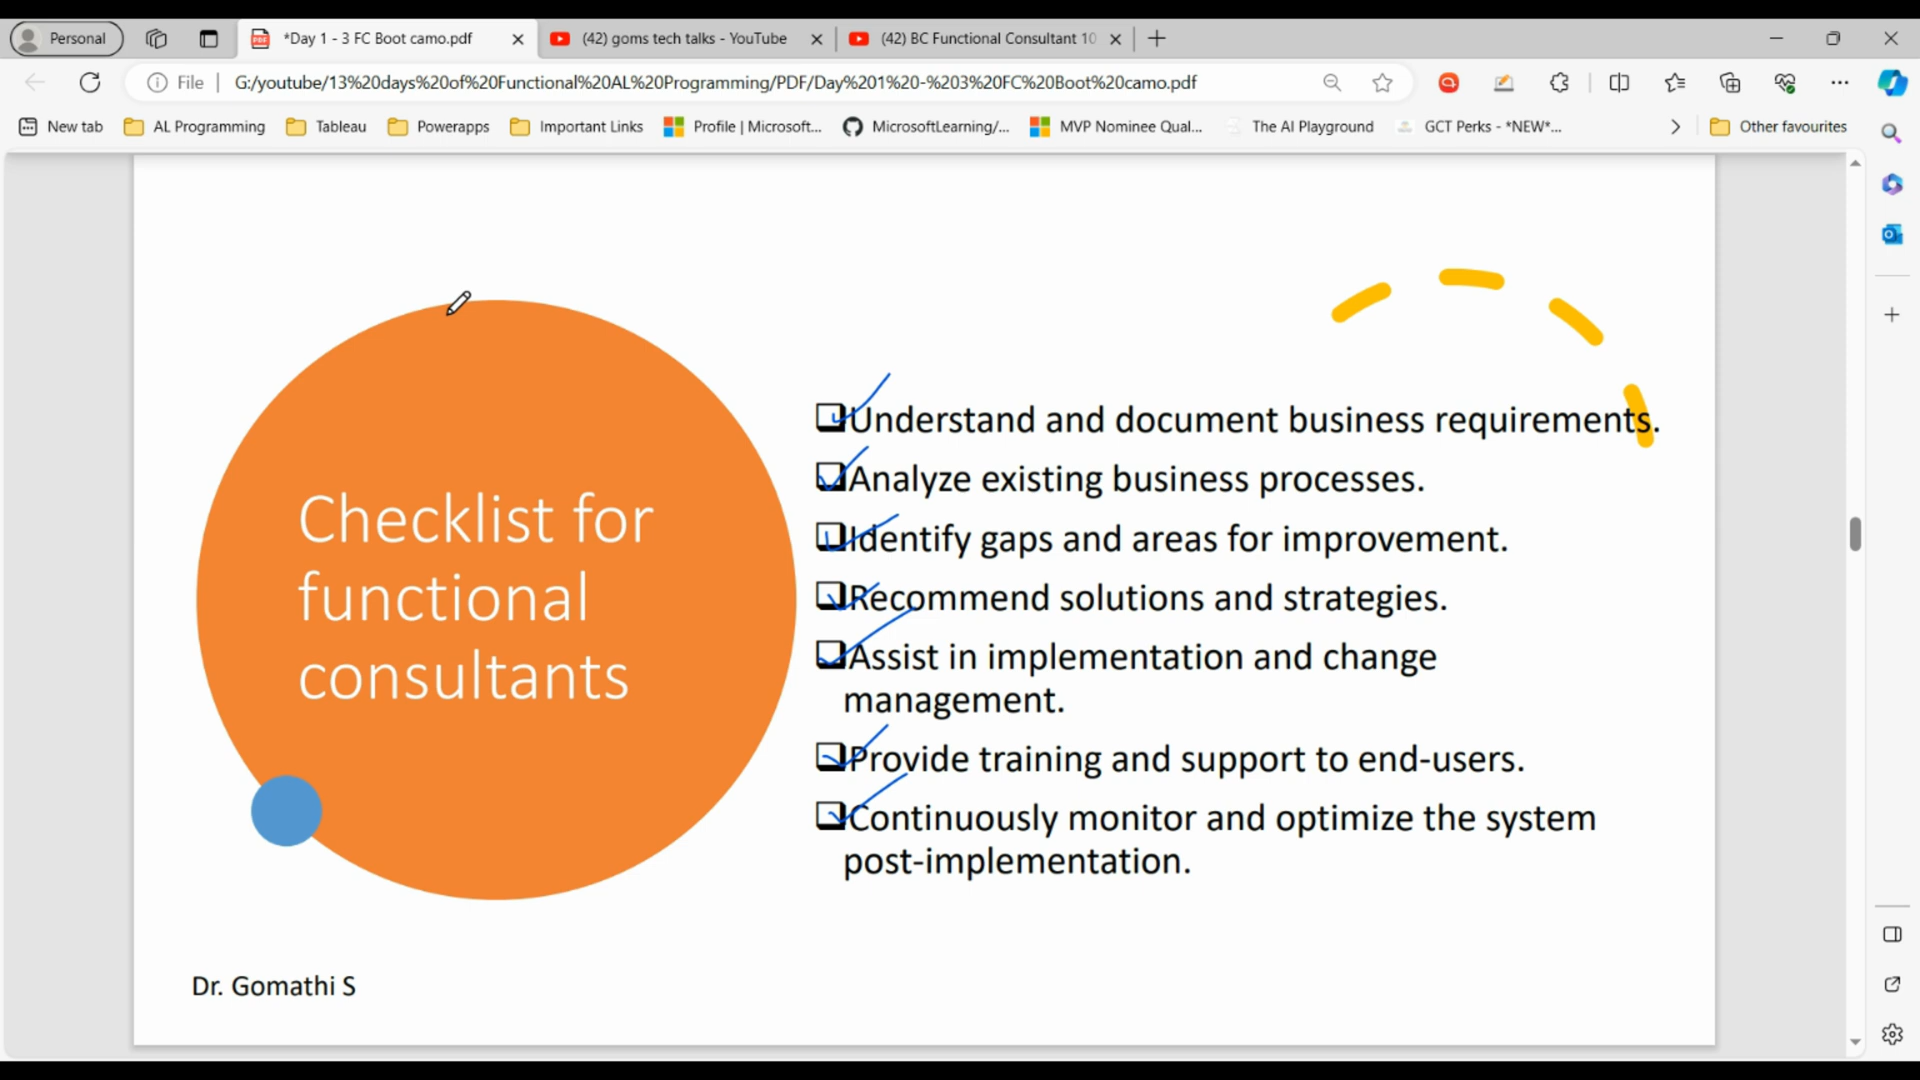 Personal
*Day 1 - 3 FC Boot camo.pdf
(42) goms tech talks - YouTube
(42) BC Functional Consultant 10
File
G:/youtube/13%20days%20of%20Functional%20AL%20Programming/PDF/Day%201%20-%203%20FC%20Boot%20camo.pdf
New tab
AL Programming
Tableau
Powerapps
Important Links
Profile | Microsoft...
MicrosoftLearning/...
MVP Nominee Qual...
The AI Playground
GCT Perks - *NEW*...
Other favourites
Checklist for
functional
consultants
Understand and document business requirements.
Analyze existing business processes.
Identify gaps and areas for improvement.
Recommend solutions and strategies.
Assist in implementation and change
management.
Provide training and support to end-users.
Continuously monitor and optimize the system
post-implementation.
Dr. Gomathi S